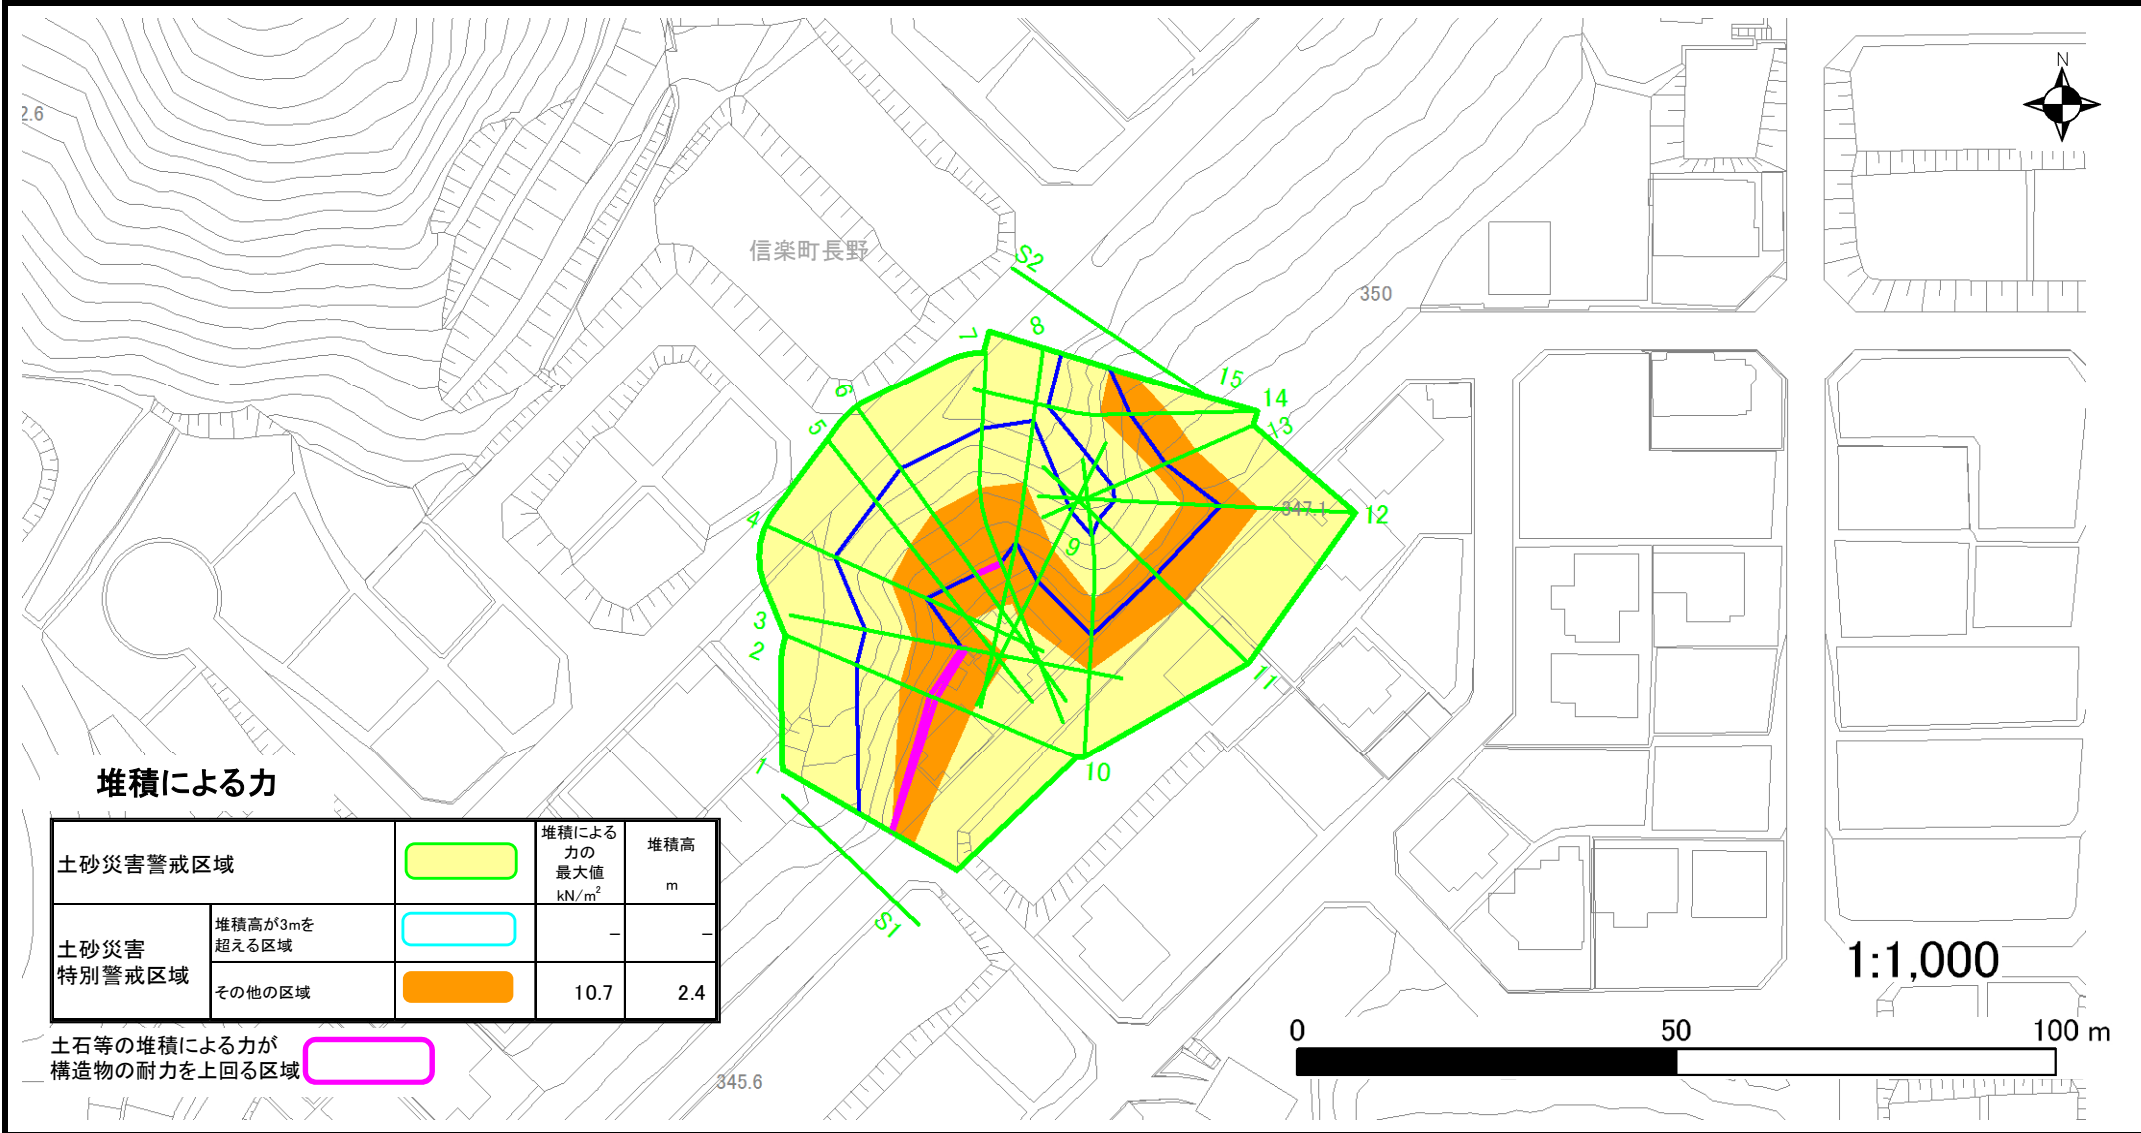 N
2.6
信楽町長野
S2
350
7
8
6
15
14
13
5
4
347.1
12
9
3
2
11
1
10
S1
堆積による力
土砂災害警戒区域
堆積による
力の
最大値
kN/m²
堆積高
m
土砂災害
特別警戒区域
堆積高が3mを
超える区域
–
–
その他の区域
10.7
2.4
土石等の堆積による力が
構造物の耐力を上回る区域
345.6
1:1,000
0
50
100 m